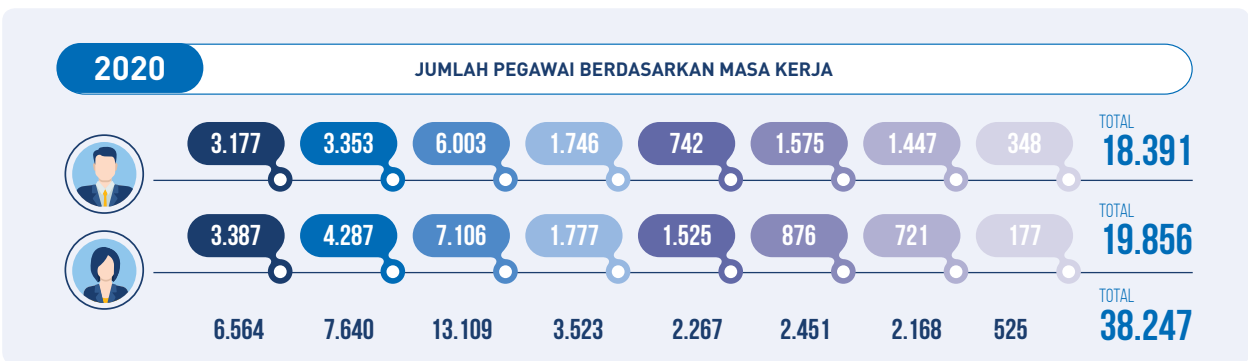 2020 JUMLAH PEGAWAI BERDASARKAN MASA KERJA
3.177 3.353 6.003 1.746 742 1.575 1.447 348 TOTAL 18.391
3.387 4.287 7.106 1.777 1.525 876 721 177 TOTAL 19.856
6.564 7.640 13.109 3.523 2.267 2.451 2.168 525 TOTAL 38.247